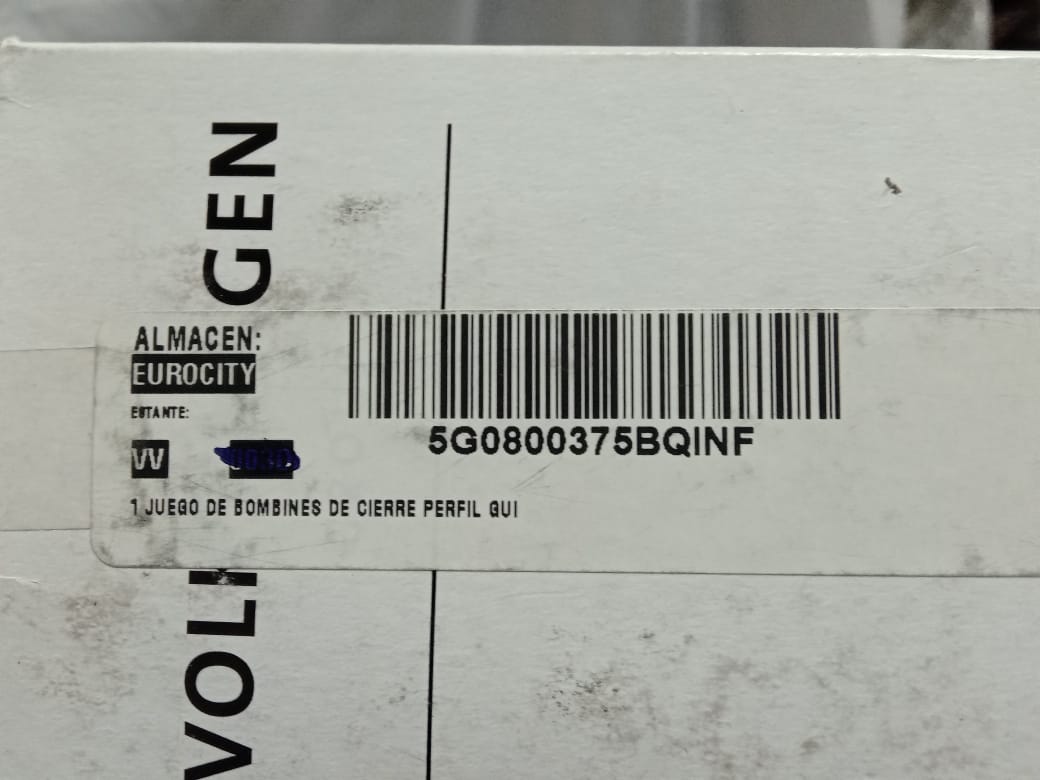 GEN
ALMACEN:
EUROCITY
ESTANTE:
VV
5G0800375BQINF
1 JUEGO DE BOMBINES DE CIERRE PERFIL QUI
VOL